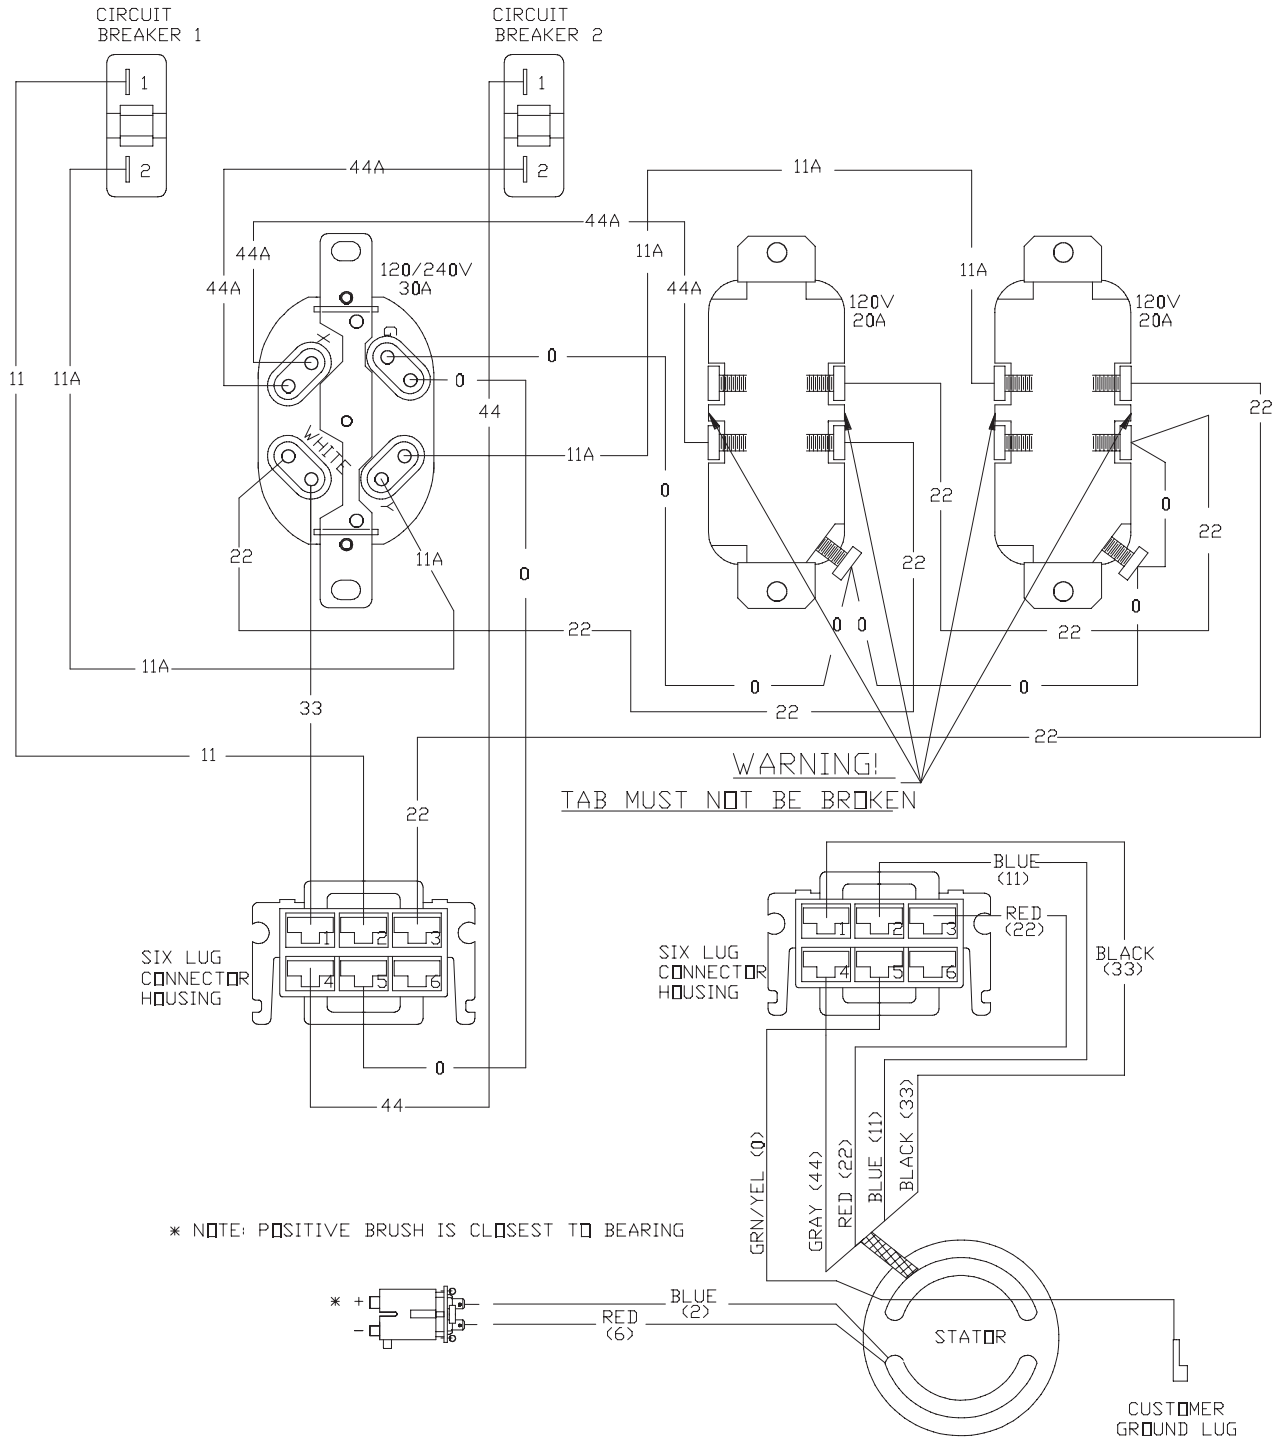 CIRCUIT
BREAKER 1
CIRCUIT
BREAKER 2
1
1
2
2
44A
11A
44A
44A
11A
120/240V
30A
11A
44A
44A
120V
20A
120V
20A
X
G
0
11
11A
0
44
22
WHITE
11A
0
22
0
Y
22
11A
22
22
0
0
0
0
22
22
11A
0
0
33
22
22
11
WARNING!
TAB MUST NOT BE BROKEN
22
BLUE
(11)
RED
(22)
1
2
3
1
2
3
BLACK
(33)
SIX LUG
CONNECTOR
HOUSING
4
5
6
SIX LUG
CONNECTOR
HOUSING
4
5
6
0
44
GRN/YEL (0)
GRAY (44)
RED (22)
BLUE (11)
BLACK (33)
* NOTE: POSITIVE BRUSH IS CLOSEST TO BEARING
* +
-
BLUE
(2)
RED
(6)
STATOR
CUSTOMER
GROUND LUG